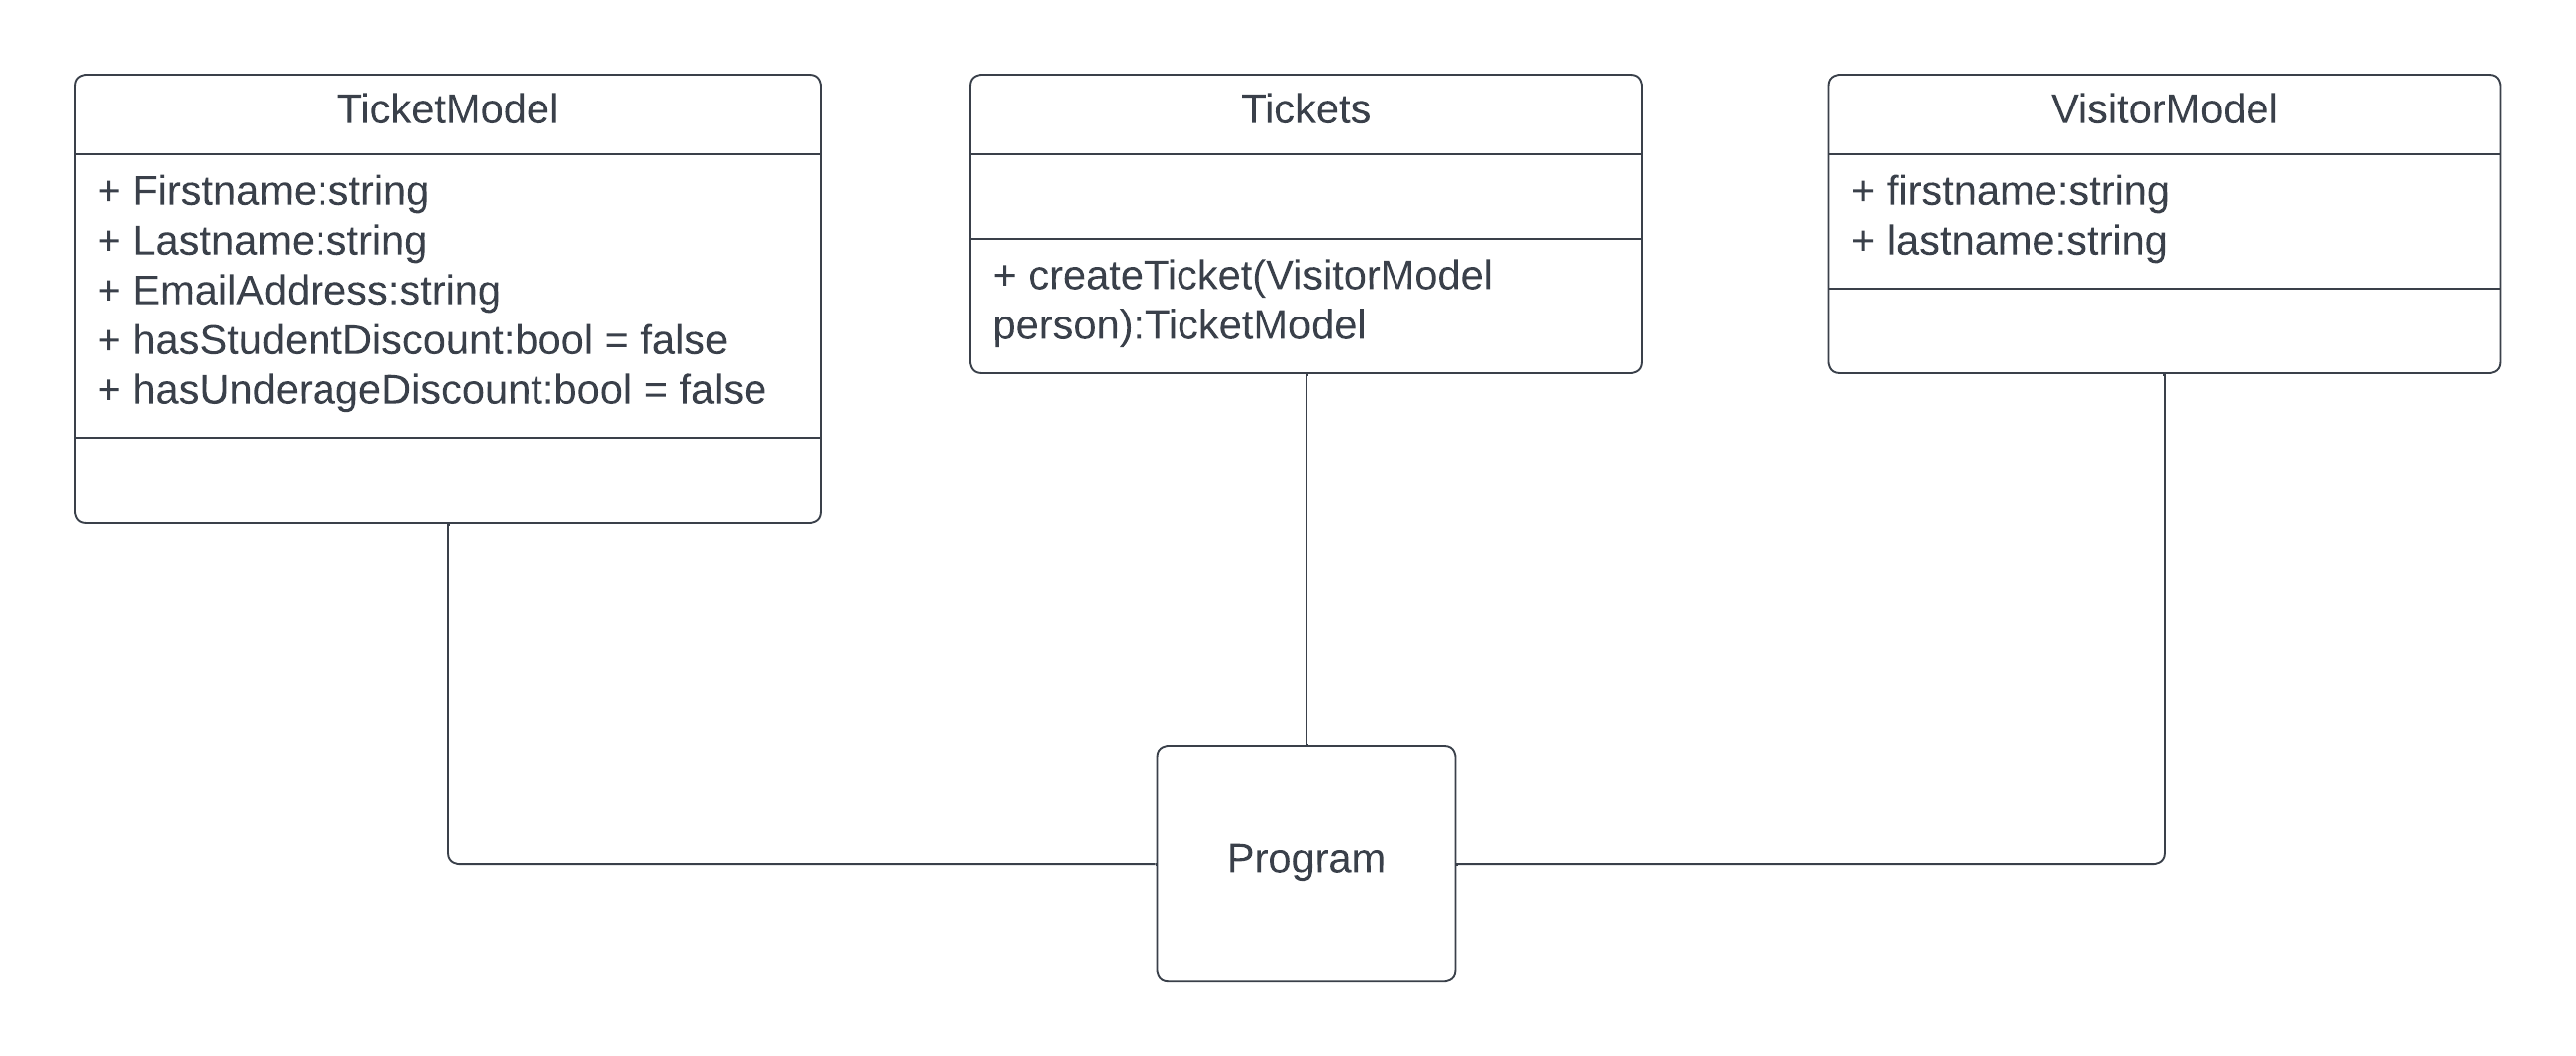 TicketModel
+ Firstname:string
+ Lastname:string
+ EmailAddress:string
+ hasStudentDiscount:bool = false
+ hasUnderageDiscount:bool = false
Tickets
+ createTicket(VisitorModel
person):TicketModel
VisitorModel
+ firstname:string
+ lastname:string
Program